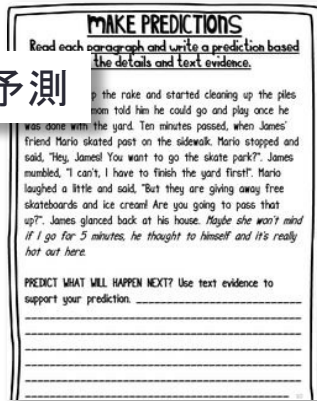 MAKE PREDICTIONS
Read each paragraph and write a prediction based
the details and text evidence.
予測
p the rake and started cleaning up the piles
mom told him he could go and play once he
was done with the yard. Ten minutes passed, when James'
friend Mario skated past on the sidewalk. Mario stopped and
said, "Hey, James! You want to go the skate park?". James
mumbled, "I can't, I have to finish the yard first". Mario
laughed a little and said, "But they are giving away free
skateboards and ice cream! Are you going to pass that
up?". James glanced back at his house. Maybe she won't mind
if I go for 5 minutes, he thought to himself and it's really
hot out here.
PREDICT WHAT WILL HAPPEN NEXT? Use text evidence to
support your prediction.